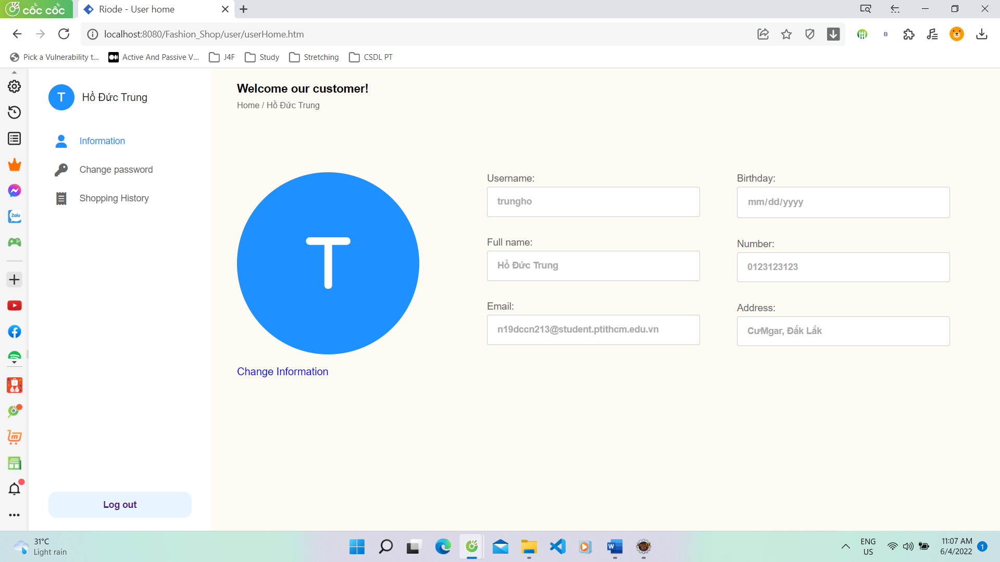 cốc cốc
Riode - User home
localhost:8080/Fashion_Shop/user/userHome.htm
B
Pick a Vulnerability t...
Active And Passive V...
J4F
Study
Stretching
CSDL PT
T
Hồ Đức Trung
Information
Change password
Shopping History
Log out
Welcome our customer!
Home / Hồ Đức Trung
T
Change Information
Username:
trungho
Full name:
Hồ Đức Trung
Email:
n19dccn213@student.ptithcm.edu.vn
Birthday:
mm/dd/yyyy
Number:
0123123123
Address:
CưMgar, Đắk Lắk
Zalo
6.6
31°C
Light rain
W
ENG
US
11:07 AM
6/4/2022
1